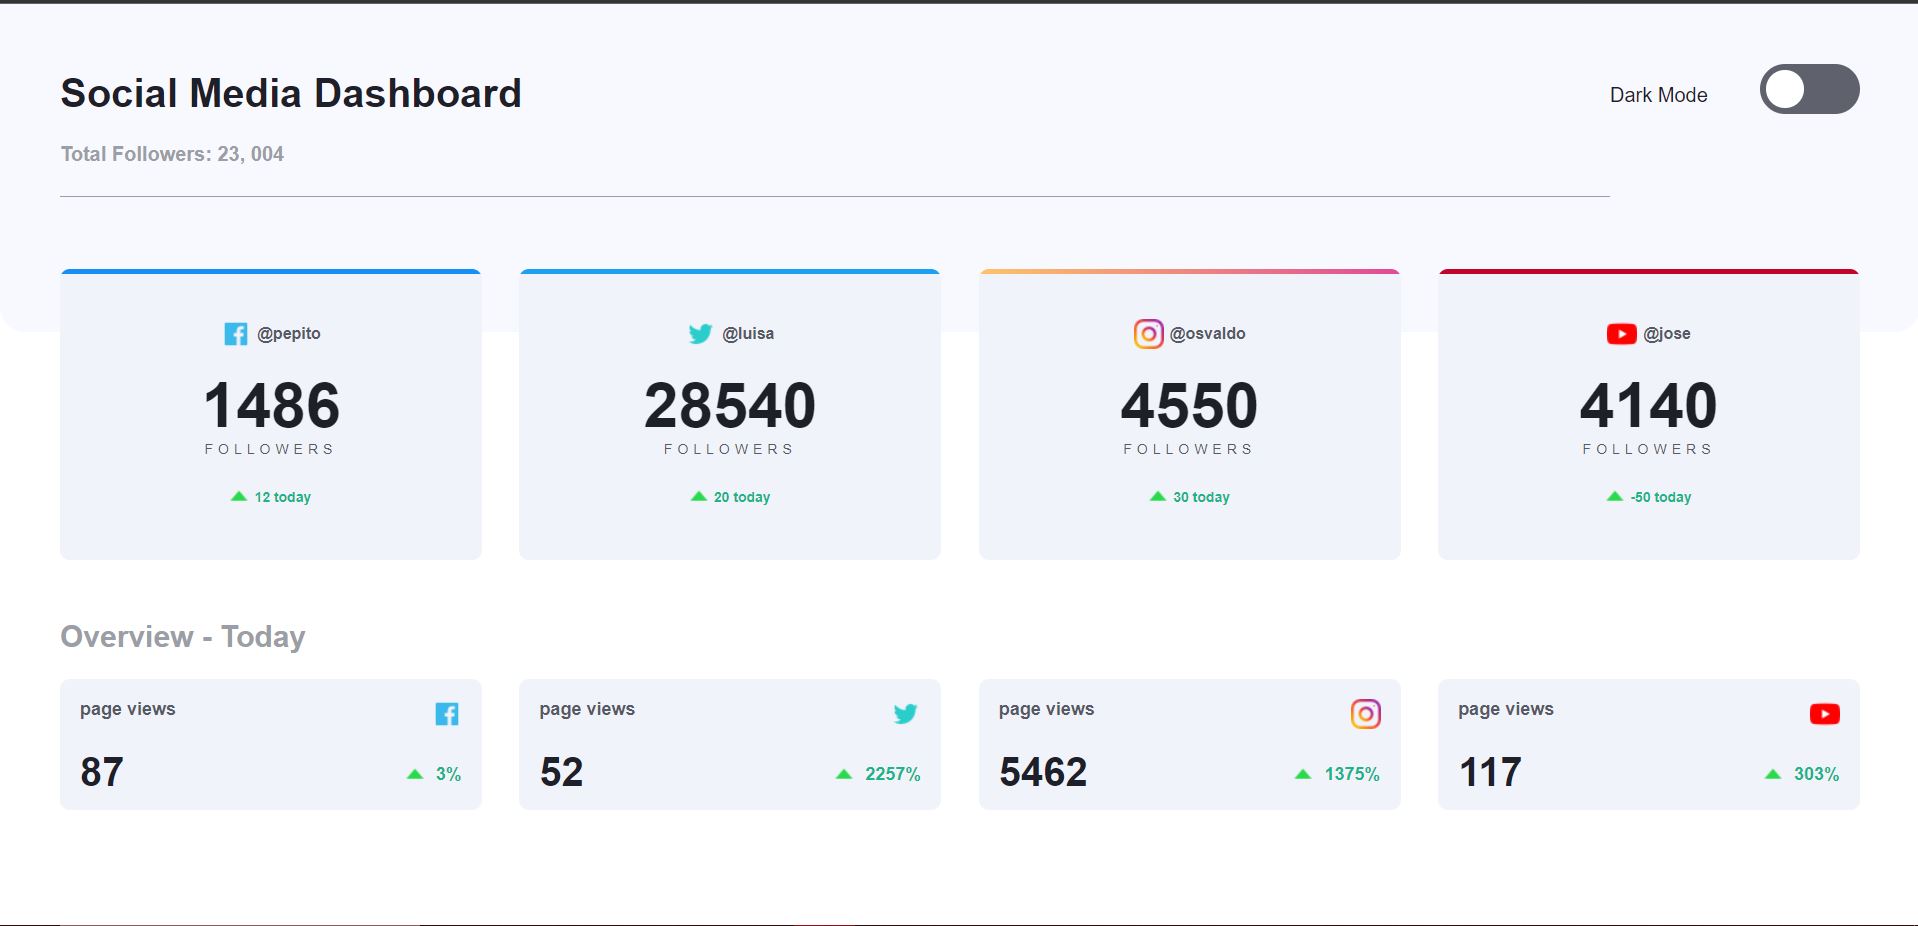 Social Media Dashboard
Dark Mode
Total Followers: 23, 004
@pepito
1486
FOLLOWERS
12 today
@luisa
28540
FOLLOWERS
20 today
@osvaldo
4550
FOLLOWERS
30 today
@jose
4140
FOLLOWERS
-50 today
Overview - Today
page views
87
3%
page views
52
2257%
page views
5462
1375%
page views
117
303%